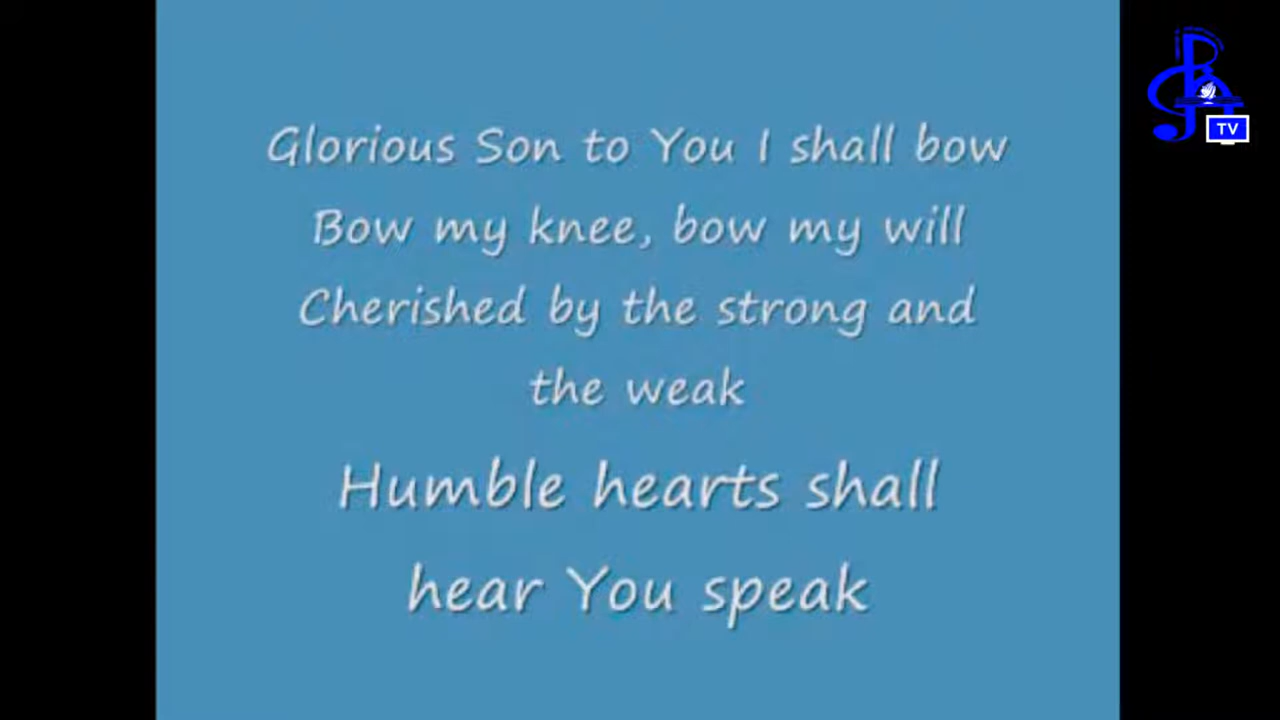 Glorious Son to You I shall bow
Bow my knee, bow my will
Cherished by the strong and
the weak
Humble hearts shall
hear You speak
TV